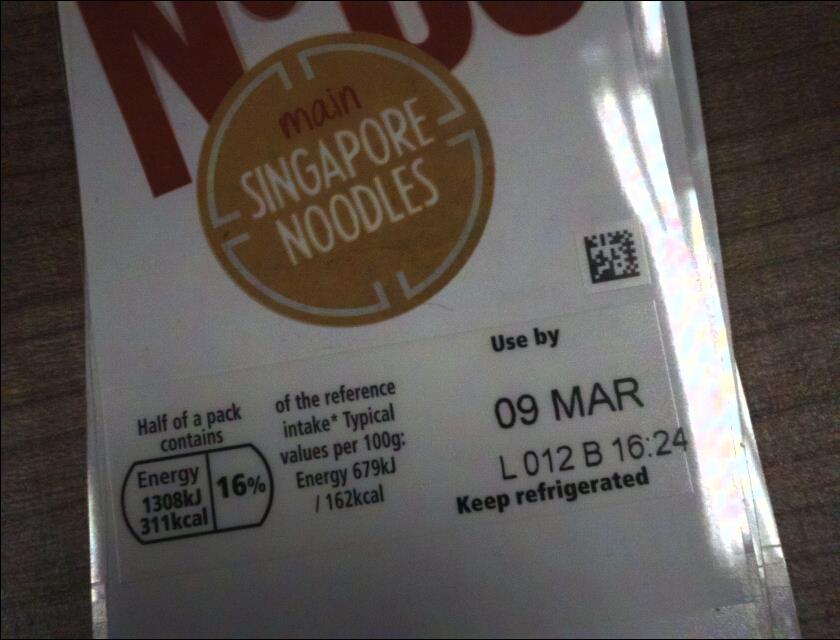 main
SINGAPORE
NOODLES
Use by
09 MAR
L 012 B 16:24
Keep refrigerated
Half of a pack
contains
Energy
1308kJ
311kcal
16%
of the reference
intake* Typical
values per 100g:
Energy 679kJ
/ 162kcal